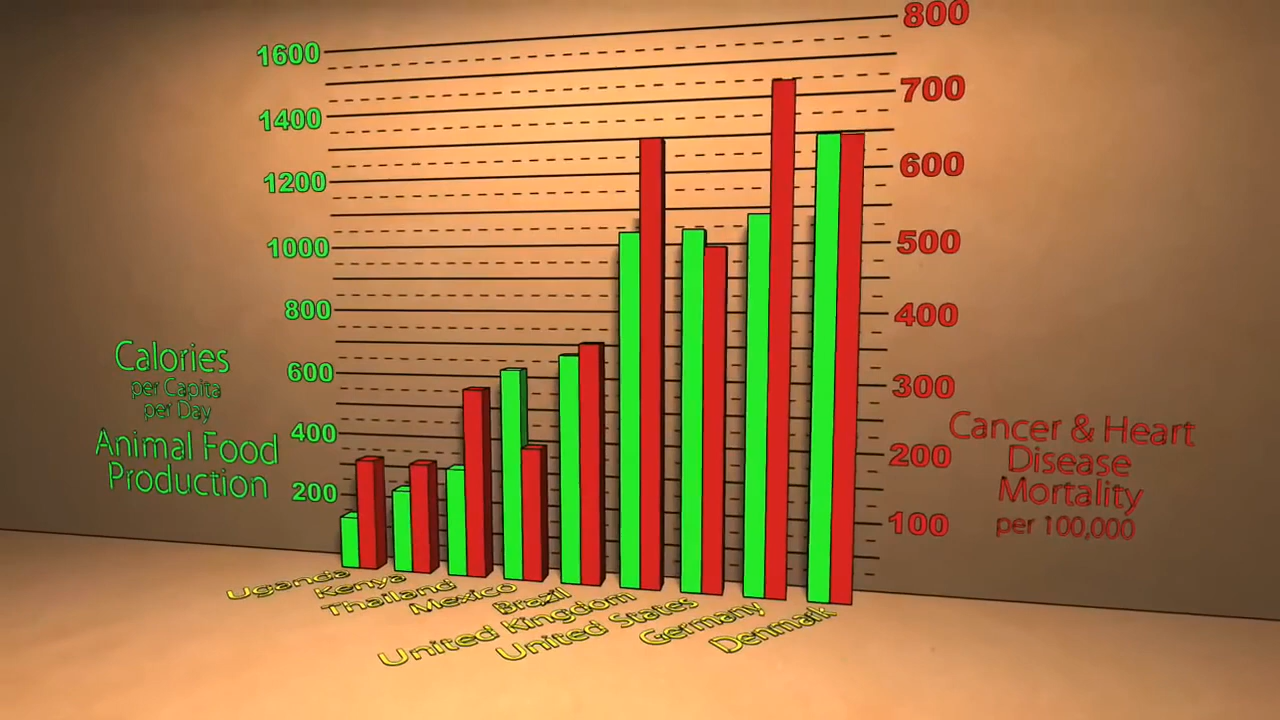 800
1600
700
1400
600
1200
500
1000
400
800
300
600
200
400
100
200
Calories
per Capita
per Day
Animal Food
Production
Cancer & Heart
Disease
Mortality
per 100,000
Uganda
Kenya
Thailand
Mexico
Brazil
United Kingdom
United States
Germany
Denmark